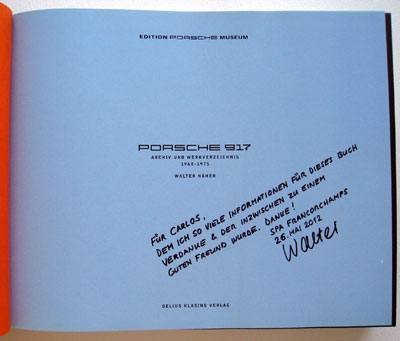 EDITION PORSCHE MUSEUM
PORSCHE 917
ARCHIV UND WERKVERZEICHNIS
1968-1975
WALTER NÄHER
FÜR CARLOS,
DEM ICH SO VIELE INFORMATIONEN FÜR DIESES BUCH
VERDANKE & DER INZWISCHEN ZU EINEM
GUTEN FREUND WURDE. DANKE!
SPA FRANCORCHAMPS
26. MAI 2012
Walter
DELIUS KLASING VERLAG